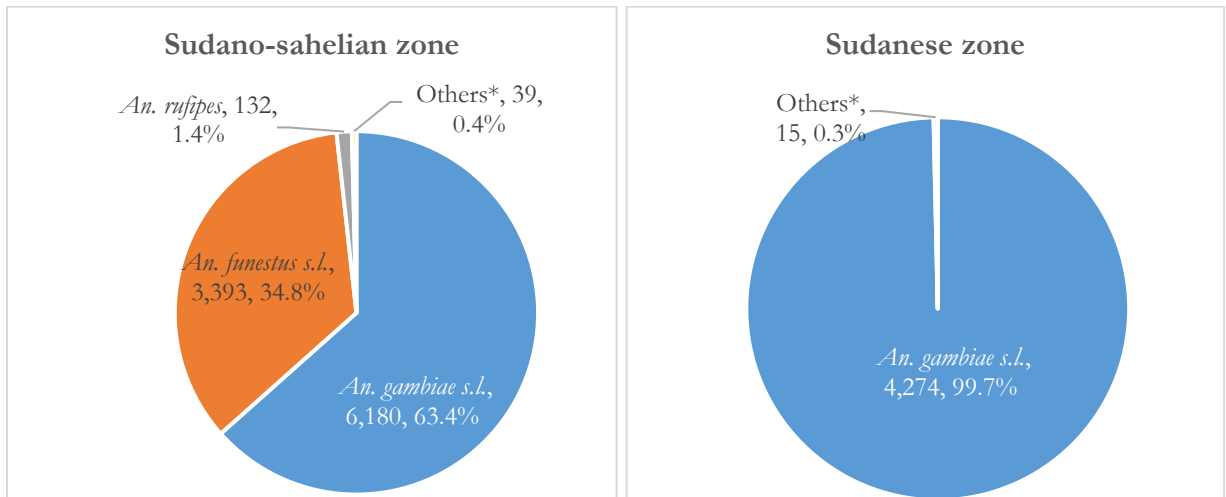 Sudano-sahelian zone
An. rufipes, 132,
1.4%
Others*, 39,
0.4%
An. funestus s.l.,
3,393, 34.8%
An. gambiae s.l.,
6,180, 63.4%
Sudanese zone
Others*,
15, 0.3%
An. gambiae s.l.,
4,274, 99.7%